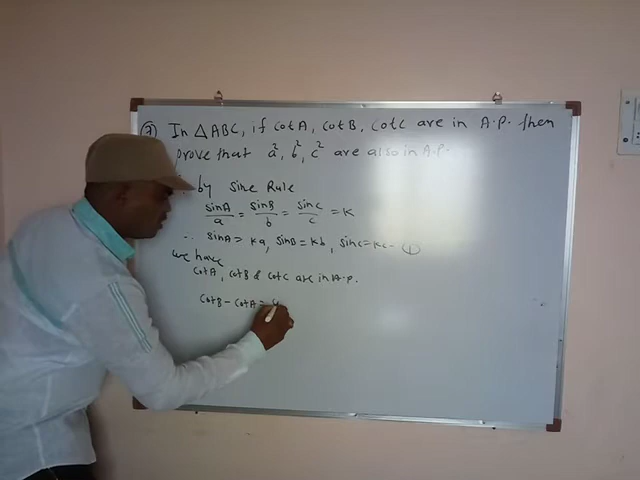 7) In △ABC, if cotA, cotB, cotC are in A.P. then
prove that a², b², c² are also in A.P.
by Sine Rule
sinA/a = sinB/b = sinC/c = K
∴ sinA = Ka, sinB = Kb, sinC = Kc - ①
we have
cotA, cotB & cotC are in A.P.
cotB - cotA =